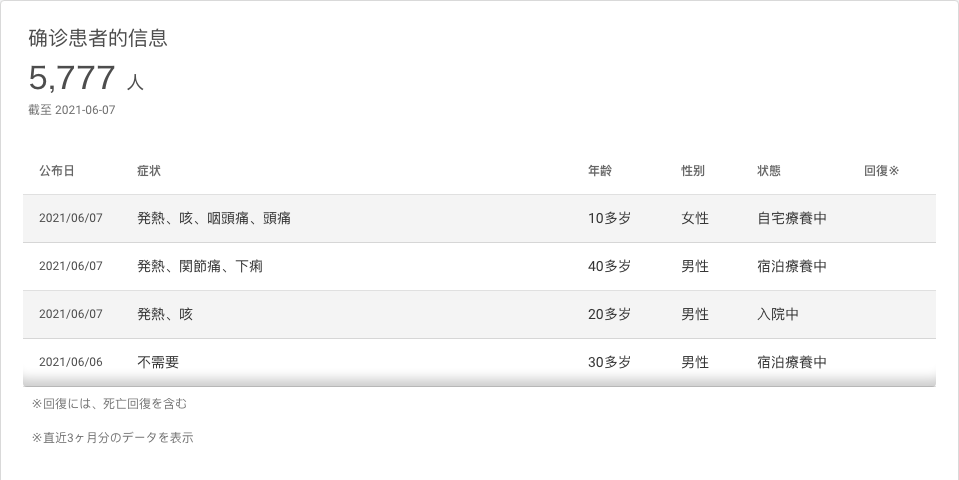 确诊患者的信息
5,777 人
截至 2021-06-07
公布日 症状 年龄 性别 状態 回復※
2021/06/07 発熱、咳、咽頭痛、頭痛 10多岁 女性 自宅療養中
2021/06/07 発熱、関節痛、下痢 40多岁 男性 宿泊療養中
2021/06/07 発熱、咳 20多岁 男性 入院中
2021/06/06 不需要 30多岁 男性 宿泊療養中
※回復には、死亡回復を含む
※直近3ヶ月分のデータを表示